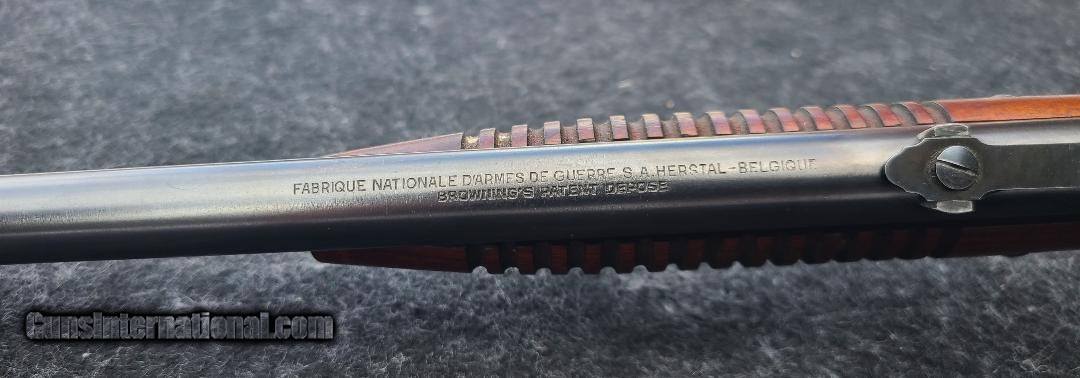 FABRIQUE NATIONALE D'ARMES DE GUERRE S.A. HERSTAL-BELGIQUE
BROWNING'S PATENT DEPOSE
GunsInternational.com